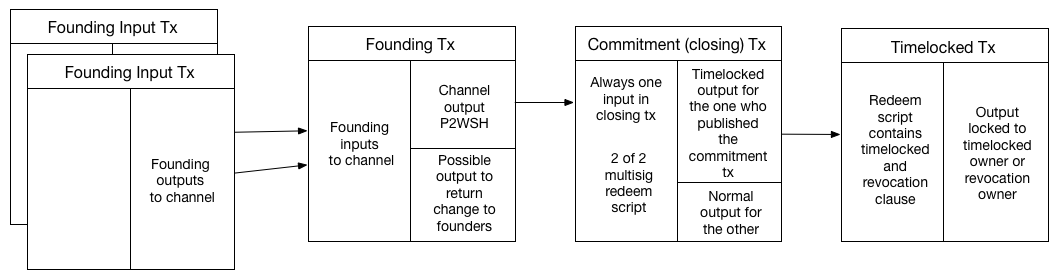 Founding Input Tx
Founding Input Tx
Founding
outputs
to channel
Founding Tx
Founding
inputs
to channel
Channel
output
P2WSH
Possible
output to
return
change to
founders
Commitment (closing) Tx
Always one
input in
closing tx
2 of 2
multisig
redeem
script
Timelocked
output for
the one who
published
the
commitment
tx
Normal
output for
the other
Timelocked Tx
Redeem
script
contains
timelocked
and
revocation
clause
Output
locked to
timelocked
owner or
revocation
owner